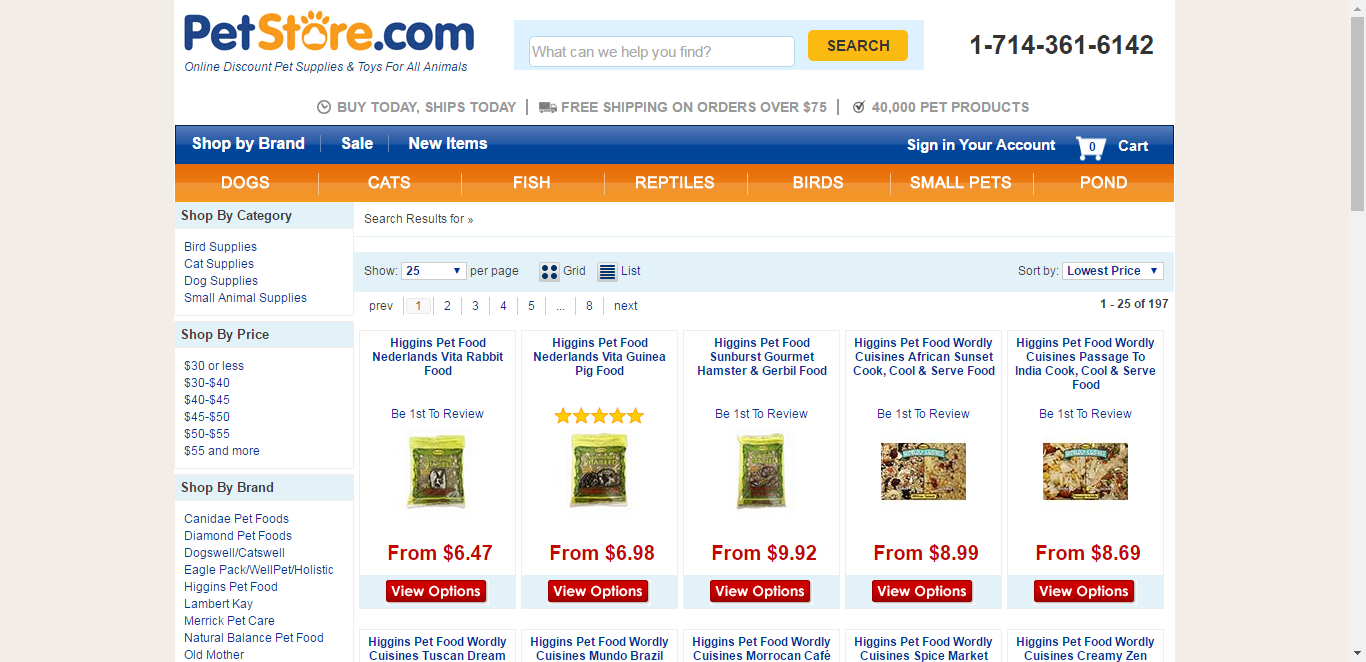 PetStore.com
Online Discount Pet Supplies & Toys For All Animals
What can we help you find?
SEARCH
1-714-361-6142
BUY TODAY, SHIPS TODAY
FREE SHIPPING ON ORDERS OVER $75
40,000 PET PRODUCTS
Shop by Brand
Sale
New Items
Sign in Your Account
0
Cart
DOGS
CATS
FISH
REPTILES
BIRDS
SMALL PETS
POND
Shop By Category
Bird Supplies
Cat Supplies
Dog Supplies
Small Animal Supplies
Shop By Price
$30 or less
$30-$40
$40-$45
$45-$50
$50-$55
$55 and more
Shop By Brand
Canidae Pet Foods
Diamond Pet Foods
Dogswell/Catswell
Eagle Pack/WellPet/Holistic
Higgins Pet Food
Lambert Kay
Merrick Pet Care
Natural Balance Pet Food
Old Mother
Search Results for »
Show: 25 per page
Grid
List
Sort by: Lowest Price
prev 1 2 3 4 5 ... 8 next
1 - 25 of 197
Higgins Pet Food
Nederlands Vita Rabbit
Food
Be 1st To Review
From $6.47
View Options
Higgins Pet Food
Nederlands Vita Guinea
Pig Food
From $6.98
View Options
Higgins Pet Food
Sunburst Gourmet
Hamster & Gerbil Food
Be 1st To Review
From $9.92
View Options
Higgins Pet Food Wordly
Cuisines African Sunset
Cook, Cool & Serve Food
Be 1st To Review
From $8.99
View Options
Higgins Pet Food Wordly
Cuisines Passage To
India Cook, Cool & Serve
Food
Be 1st To Review
From $8.69
View Options
Higgins Pet Food Wordly
Cuisines Tuscan Dream
Higgins Pet Food Wordly
Cuisines Mundo Brazil
Higgins Pet Food Wordly
Cuisines Morrocan Café
Higgins Pet Food Wordly
Cuisines Spice Market
Higgins Pet Food Wordly
Cuisines Creamy Zen